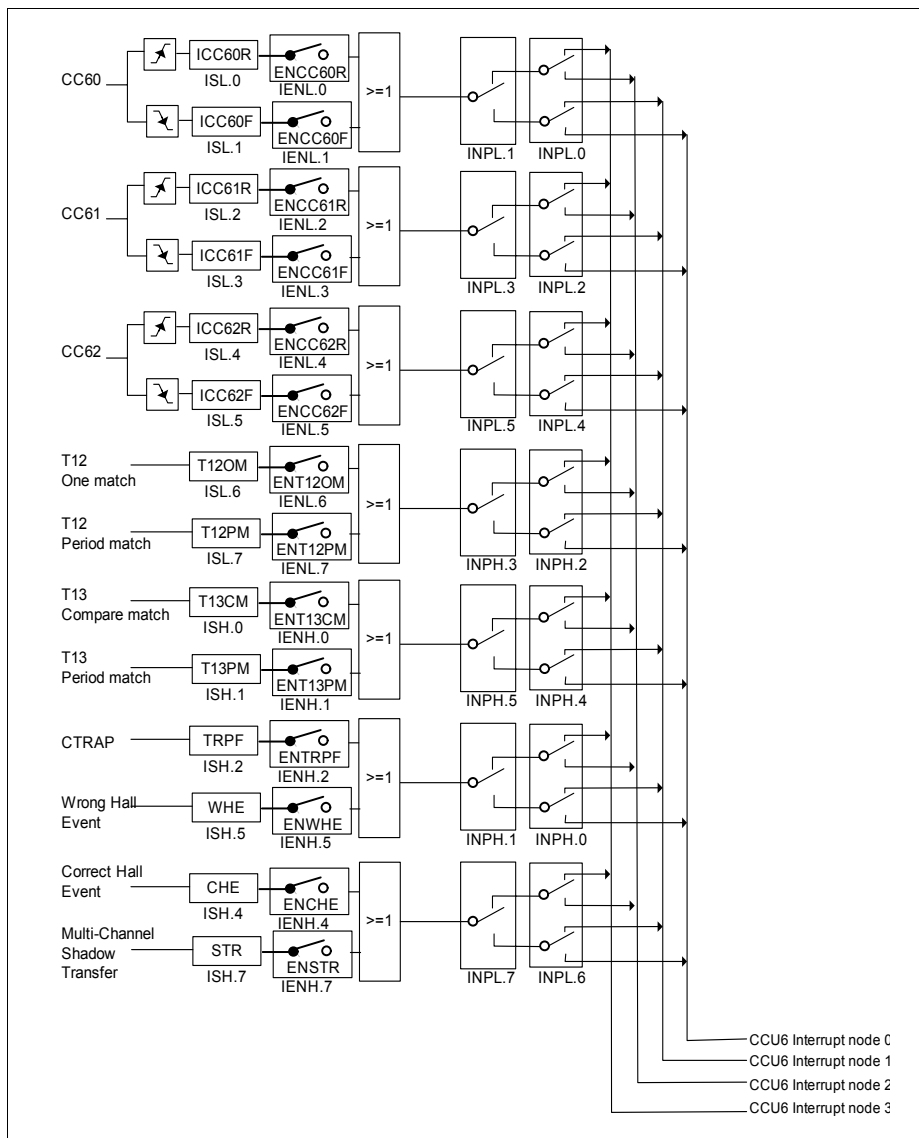 CC60
ICC60R
ISL.0
ENCC60R
IENL.0
ICC60F
ISL.1
ENCC60F
IENL.1
>=1
INPL.1
INPL.0
CC61
ICC61R
ISL.2
ENCC61R
IENL.2
ICC61F
ISL.3
ENCC61F
IENL.3
>=1
INPL.3
INPL.2
CC62
ICC62R
ISL.4
ENCC62R
IENL.4
ICC62F
ISL.5
ENCC62F
IENL.5
>=1
INPL.5
INPL.4
T12
One match
T12OM
ISL.6
ENT12OM
IENL.6
T12
Period match
T12PM
ISL.7
ENT12PM
IENL.7
>=1
INPH.3
INPH.2
T13
Compare match
T13CM
ISH.0
ENT13CM
IENH.0
T13
Period match
T13PM
ISH.1
ENT13PM
IENH.1
>=1
INPH.5
INPH.4
CTRAP
TRPF
ISH.2
ENTRPF
IENH.2
Wrong Hall
Event
WHE
ISH.5
ENWHE
IENH.5
>=1
INPH.1
INPH.0
Correct Hall
Event
CHE
ISH.4
ENCHE
IENH.4
Multi-Channel
Shadow
Transfer
STR
ISH.7
ENSTR
IENH.7
>=1
INPL.7
INPL.6
CCU6 Interrupt node 0
CCU6 Interrupt node 1
CCU6 Interrupt node 2
CCU6 Interrupt node 3